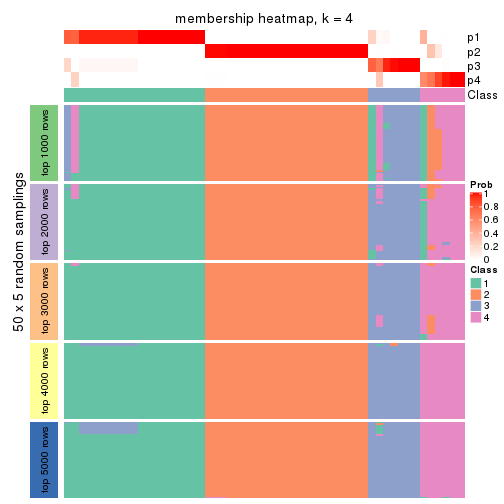 membership heatmap, k = 4
p1
p2
p3
p4
Class
50 x 5 random samplings
top 1000 rows
top 2000 rows
top 3000 rows
top 4000 rows
top 5000 rows
Prob
1
0.8
0.6
0.4
0.2
0
Class
1
2
3
4